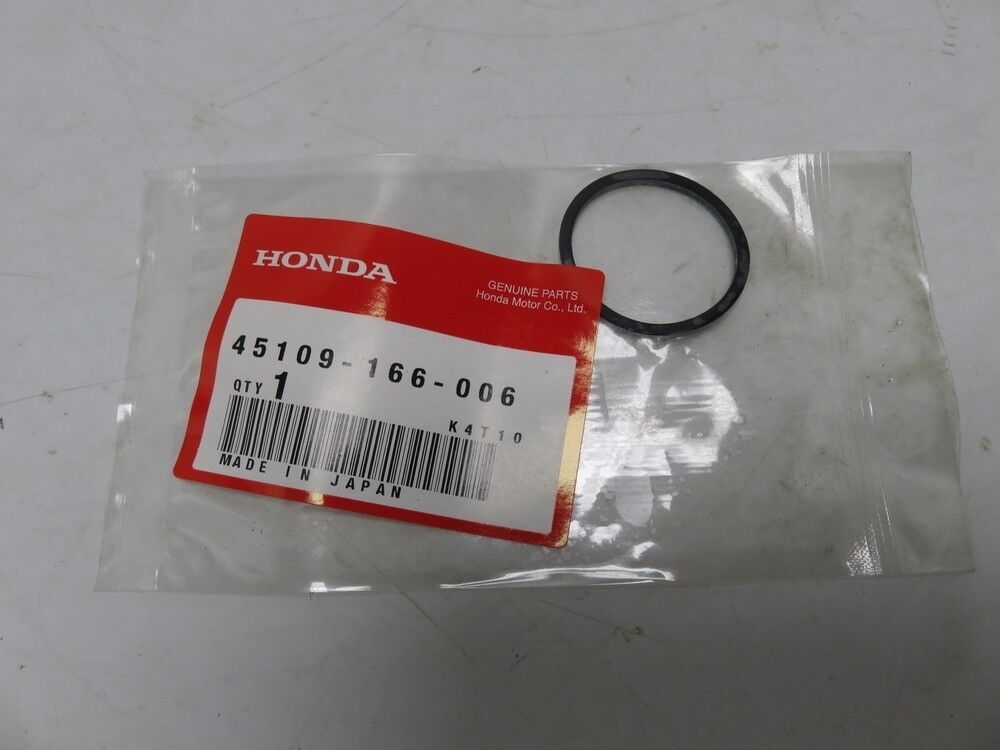 HONDA
GENUINE PARTS
Honda Motor Co., Ltd.
45109-166-006
QTY 1
K4T10
MADE IN JAPAN